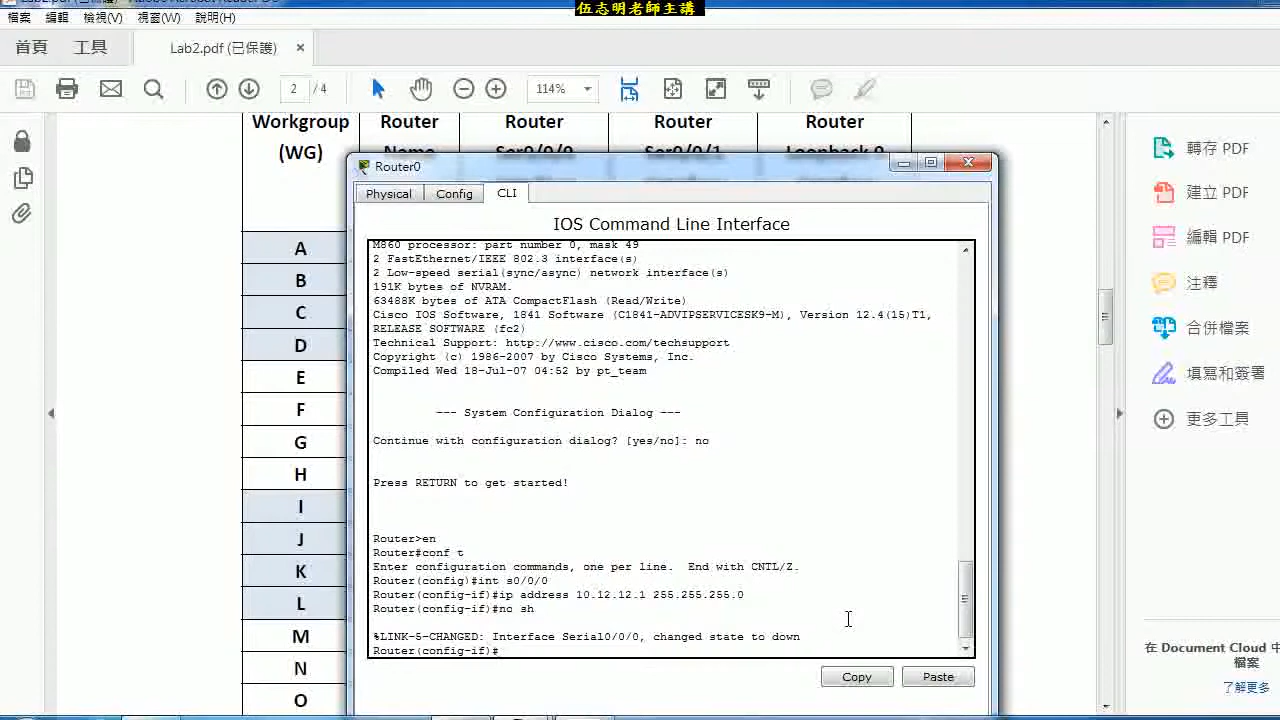 伍志明老師主講
檔案 編輯 檢視(V) 視窗(W) 說明(H)
首頁 工具 Lab2.pdf (已保護) ×
2 / 4 114%
Workgroup Router Router Router Router
(WG)
A
B
C
D
E
F
G
H
I
J
K
L
M
N
O
Router0
Physical Config CLI
IOS Command Line Interface
M860 processor: part number 0, mask 49
2 FastEthernet/IEEE 802.3 interface(s)
2 Low-speed serial(sync/async) network interface(s)
191K bytes of NVRAM.
63488K bytes of ATA CompactFlash (Read/Write)
Cisco IOS Software, 1841 Software (C1841-ADVIPSERVICESK9-M), Version 12.4(15)T1,
RELEASE SOFTWARE (fc2)
Technical Support: http://www.cisco.com/techsupport
Copyright (c) 1986-2007 by Cisco Systems, Inc.
Compiled Wed 18-Jul-07 04:52 by pt_team
--- System Configuration Dialog ---
Continue with configuration dialog? [yes/no]: no
Press RETURN to get started!
Router>en
Router#conf t
Enter configuration commands, one per line.  End with CNTL/Z.
Router(config)#int s0/0/0
Router(config-if)#ip address 10.12.12.1 255.255.255.0
Router(config-if)#no sh
%LINK-5-CHANGED: Interface Serial0/0/0, changed state to down
Router(config-if)#
Copy Paste
轉存 PDF
建立 PDF
編輯 PDF
注釋
合併檔案
填寫和簽署
更多工具
在 Document Cloud 中
檔案
了解更多